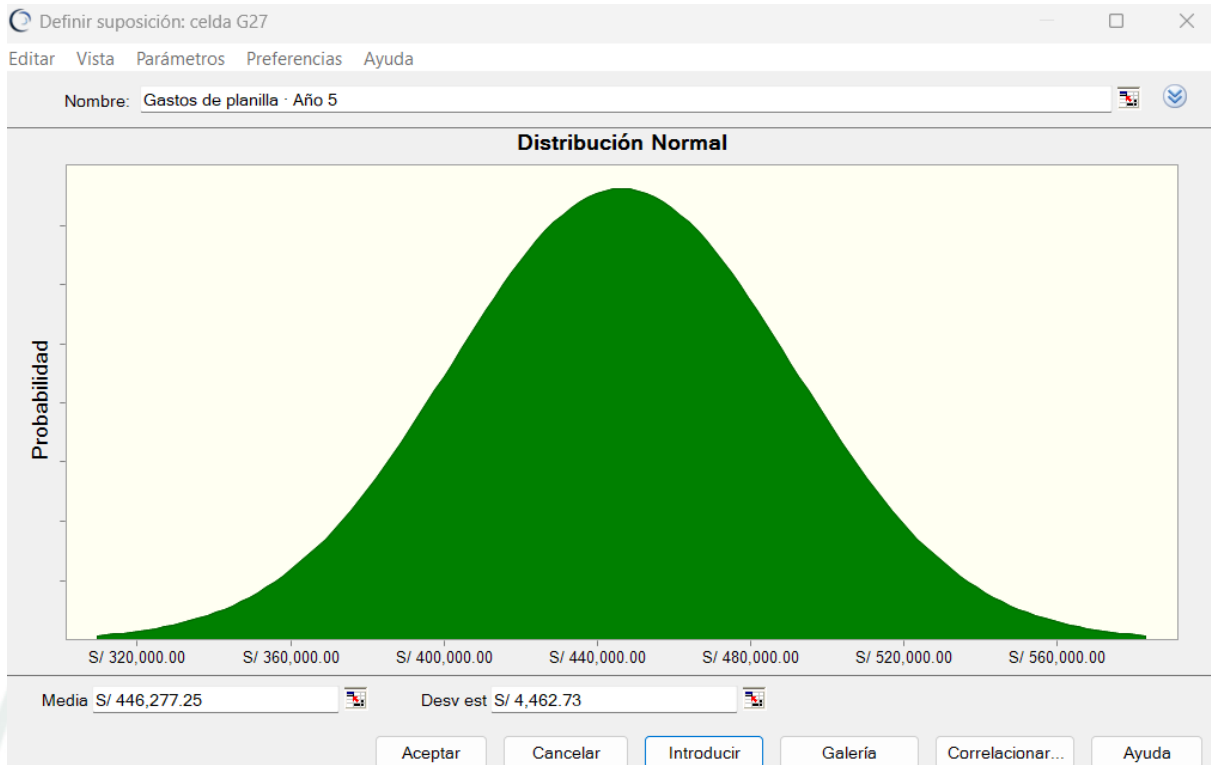 Definir suposición: celda G27
Editar Vista Parámetros Preferencias Ayuda
Nombre: Gastos de planilla · Año 5
Distribución Normal
Probabilidad
S/ 320,000.00 S/ 360,000.00 S/ 400,000.00 S/ 440,000.00 S/ 480,000.00 S/ 520,000.00 S/ 560,000.00
Media S/ 446,277.25 Desv est S/ 4,462.73
Aceptar Cancelar Introducir Galería Correlacionar... Ayuda